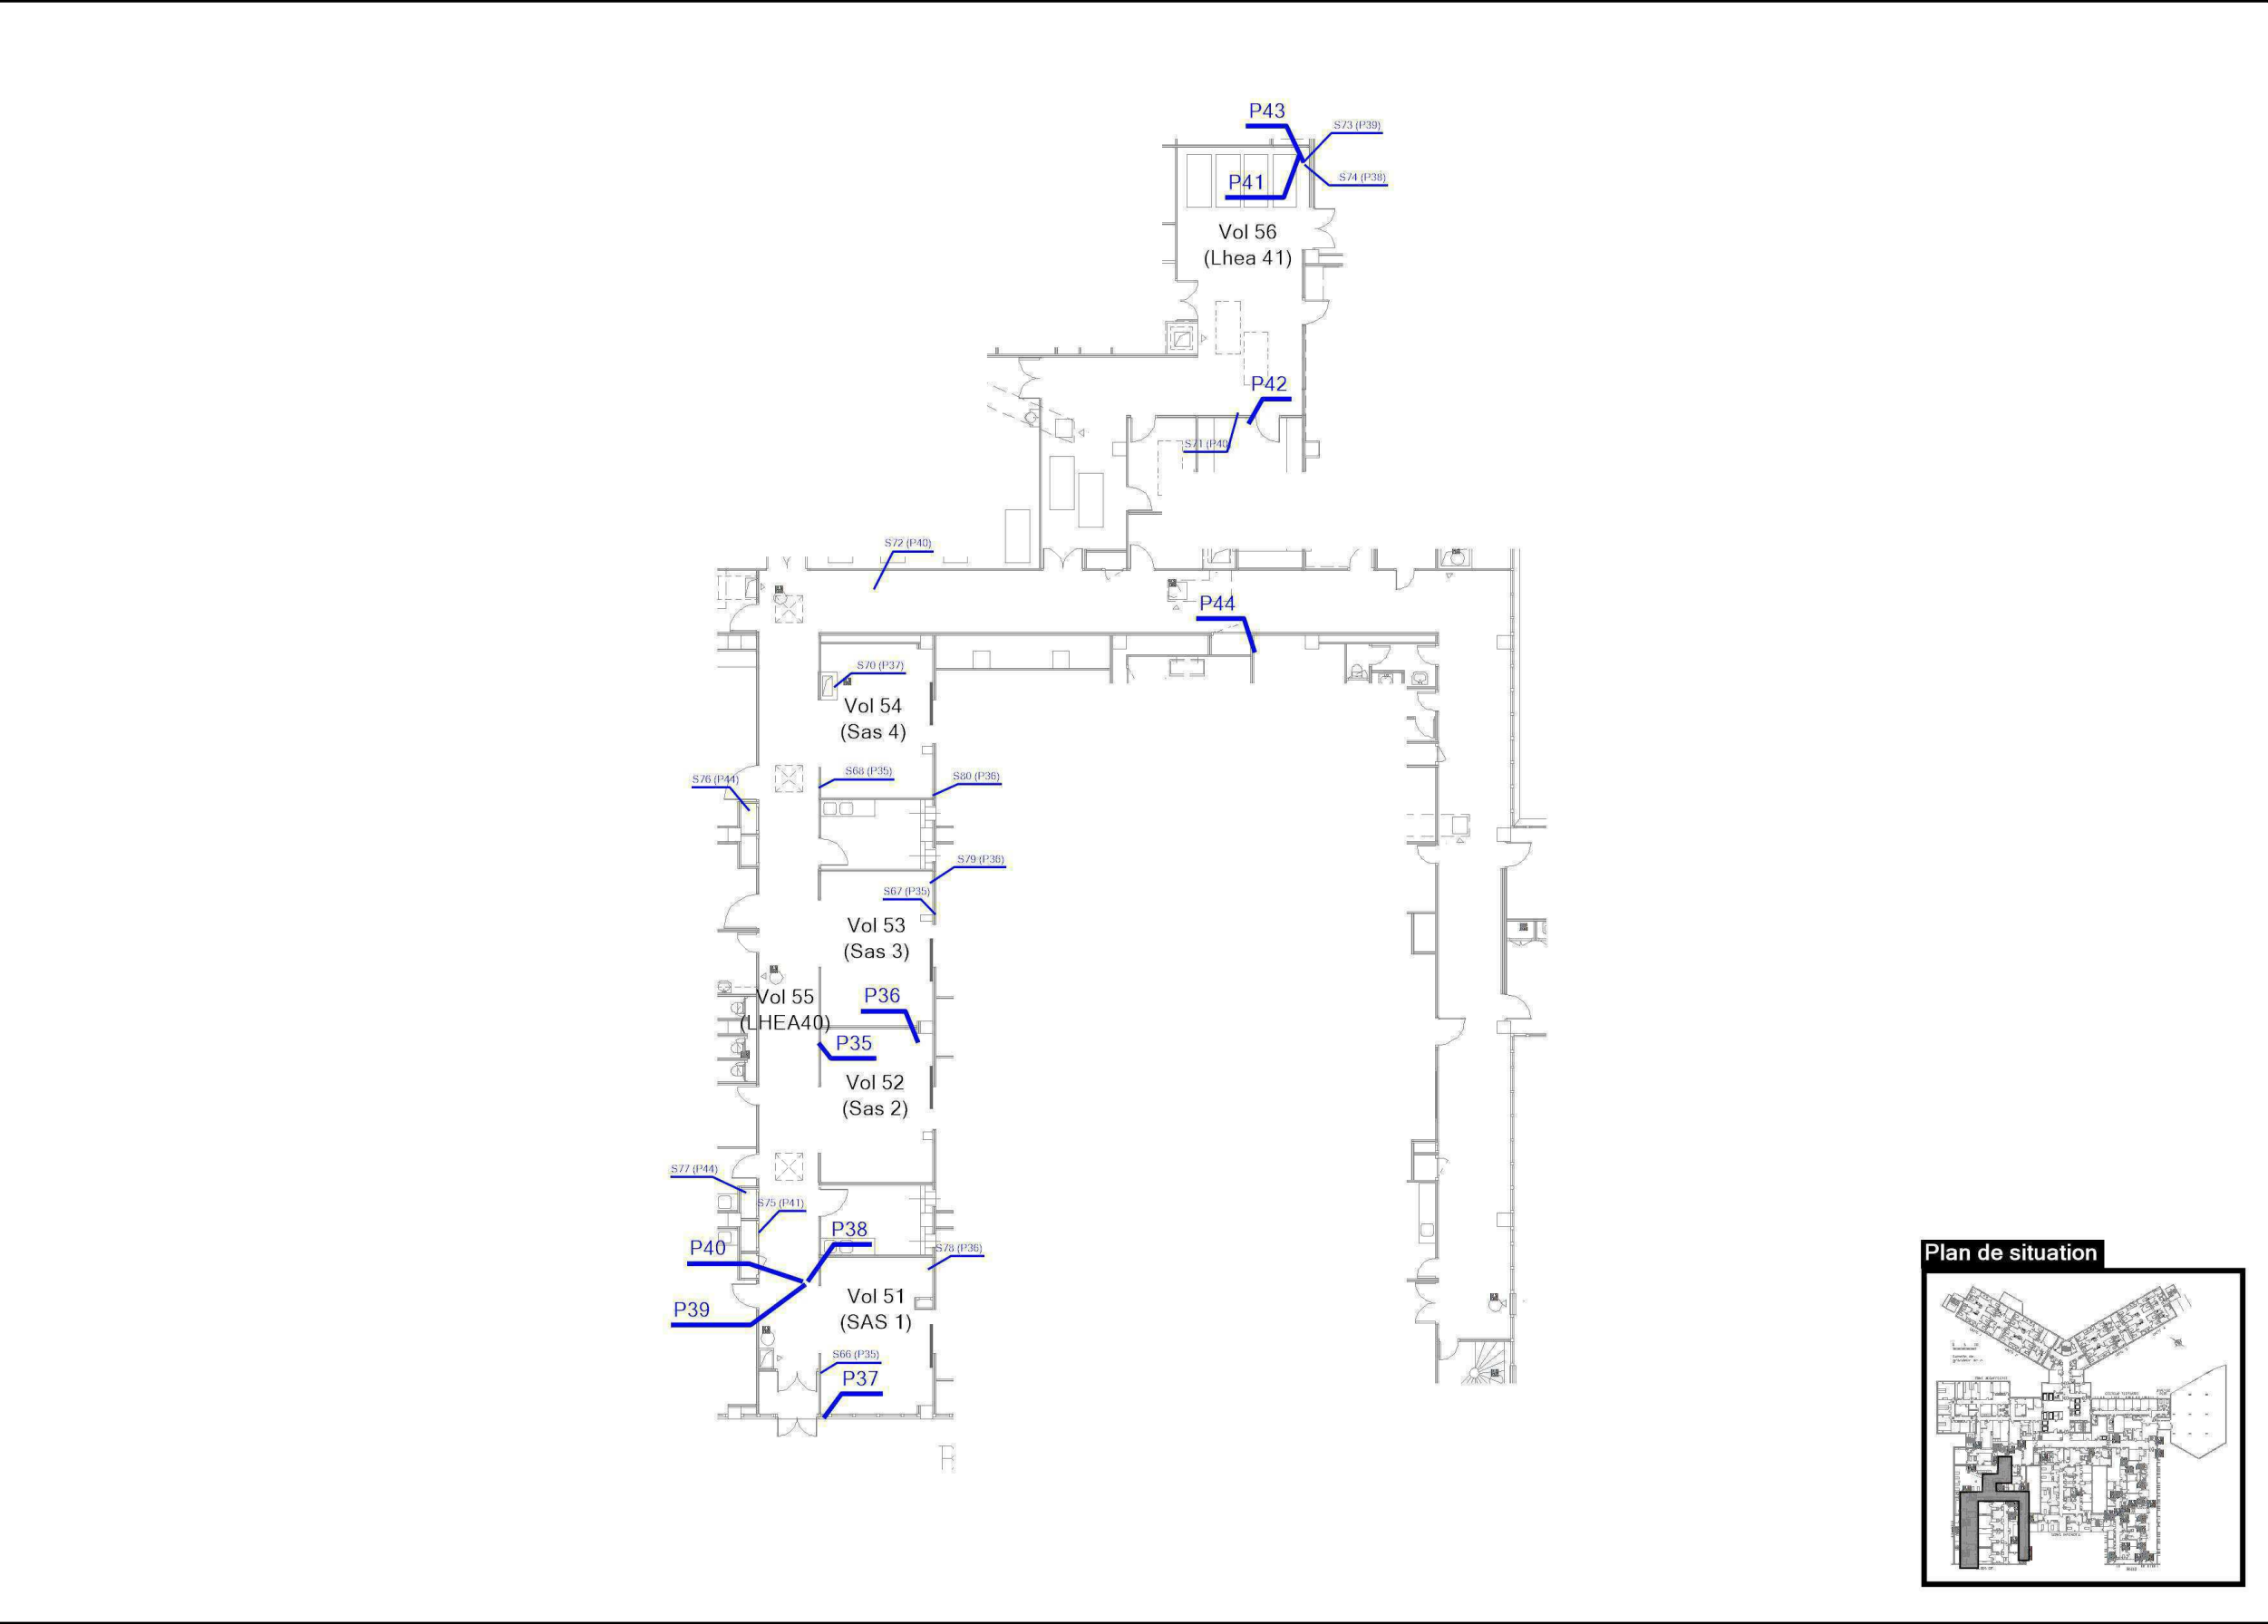 P43
S73 (P39)
P41
S74 (P38)
Vol 56
(Lhea 41)
P42
S71 (P40)
S72 (P40)
P44
S70 (P37)
Vol 54
(Sas 4)
S68 (P35)
S76 (P44)
S80 (P36)
S79 (P36)
S67 (P35)
Vol 53
(Sas 3)
Vol 55
(LHEA40)
P36
P35
Vol 52
(Sas 2)
S77 (P44)
S75 (P41)
P38
P40
S78 (P36)
Vol 51
(SAS 1)
P39
S66 (P35)
P37
Plan de situation